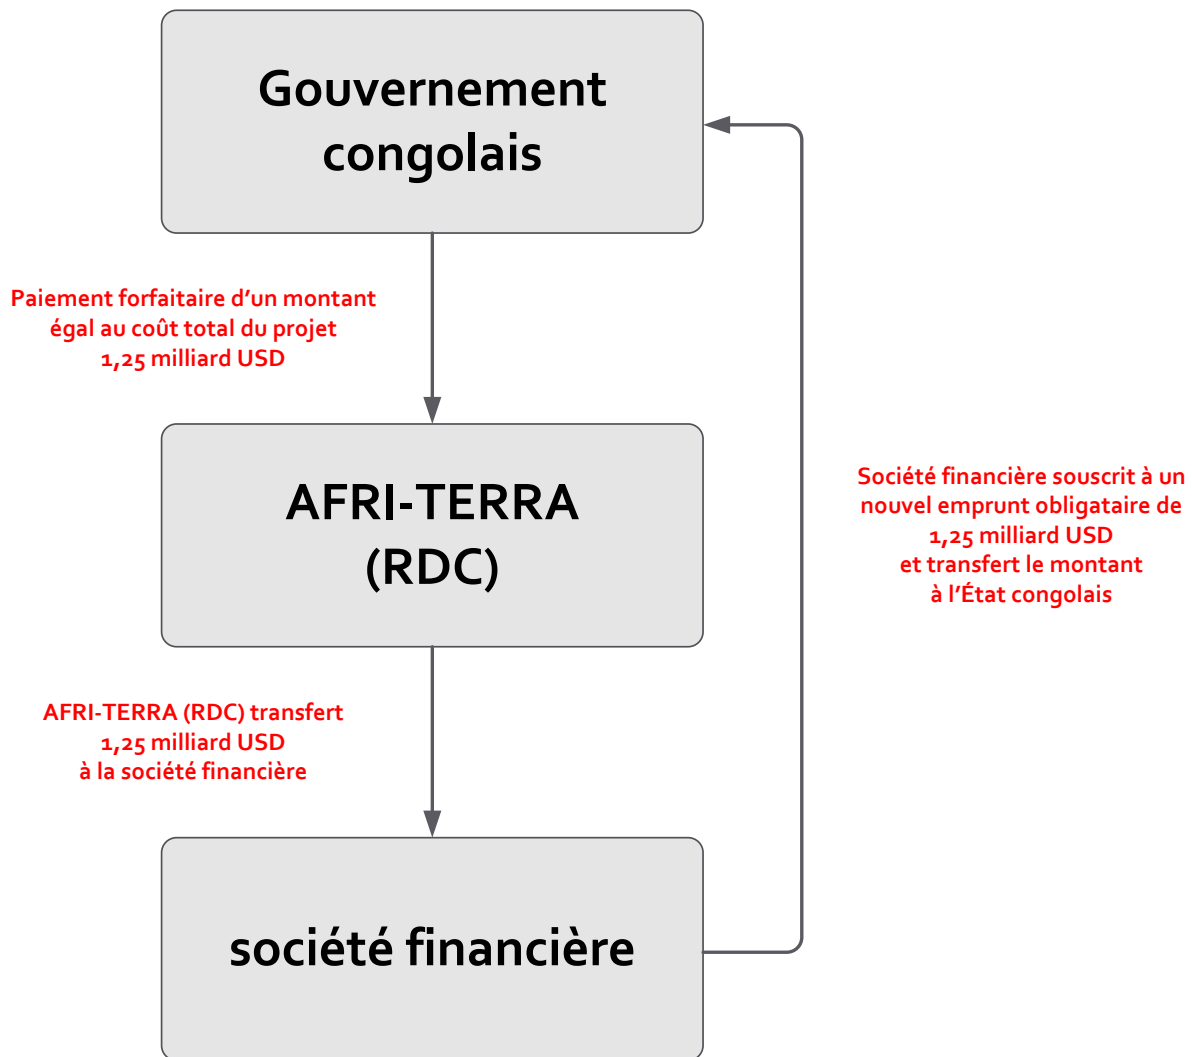 Gouvernement
congolais
Paiement forfaitaire d’un montant
égal au coût total du projet
1,25 milliard USD
AFRI-TERRA
(RDC)
Société financière souscrit à un
nouvel emprunt obligataire de
1,25 milliard USD
et transfert le montant
à l’État congolais
AFRI-TERRA (RDC) transfert
1,25 milliard USD
à la société financière
société financière